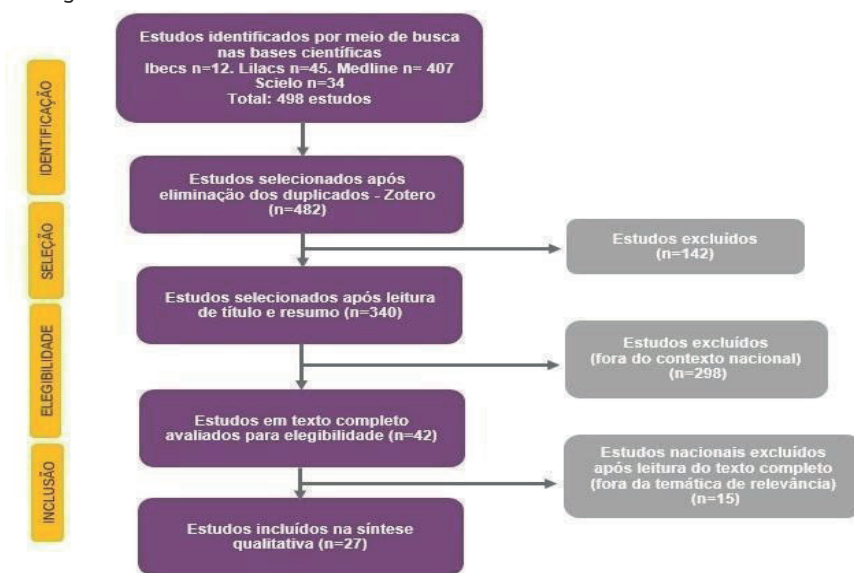 IDENTIFICAÇÃO
Estudos identificados por meio de busca
nas bases científicas
Ibecs n=12. Lilacs n=45. Medline n= 407
Scielo n=34
Total: 498 estudos
Estudos selecionados após
eliminação dos duplicados - Zotero
(n=482)
SELEÇÃO
Estudos excluídos
(n=142)
Estudos selecionados após leitura
de título e resumo (n=340)
ELEGIBILIDADE
Estudos excluídos
(fora do contexto nacional)
(n=298)
Estudos em texto completo
avaliados para elegibilidade (n=42)
INCLUSÃO
Estudos nacionais excluídos
após leitura do texto completo
(fora da temática de relevância)
(n=15)
Estudos incluídos na síntese
qualitativa (n=27)